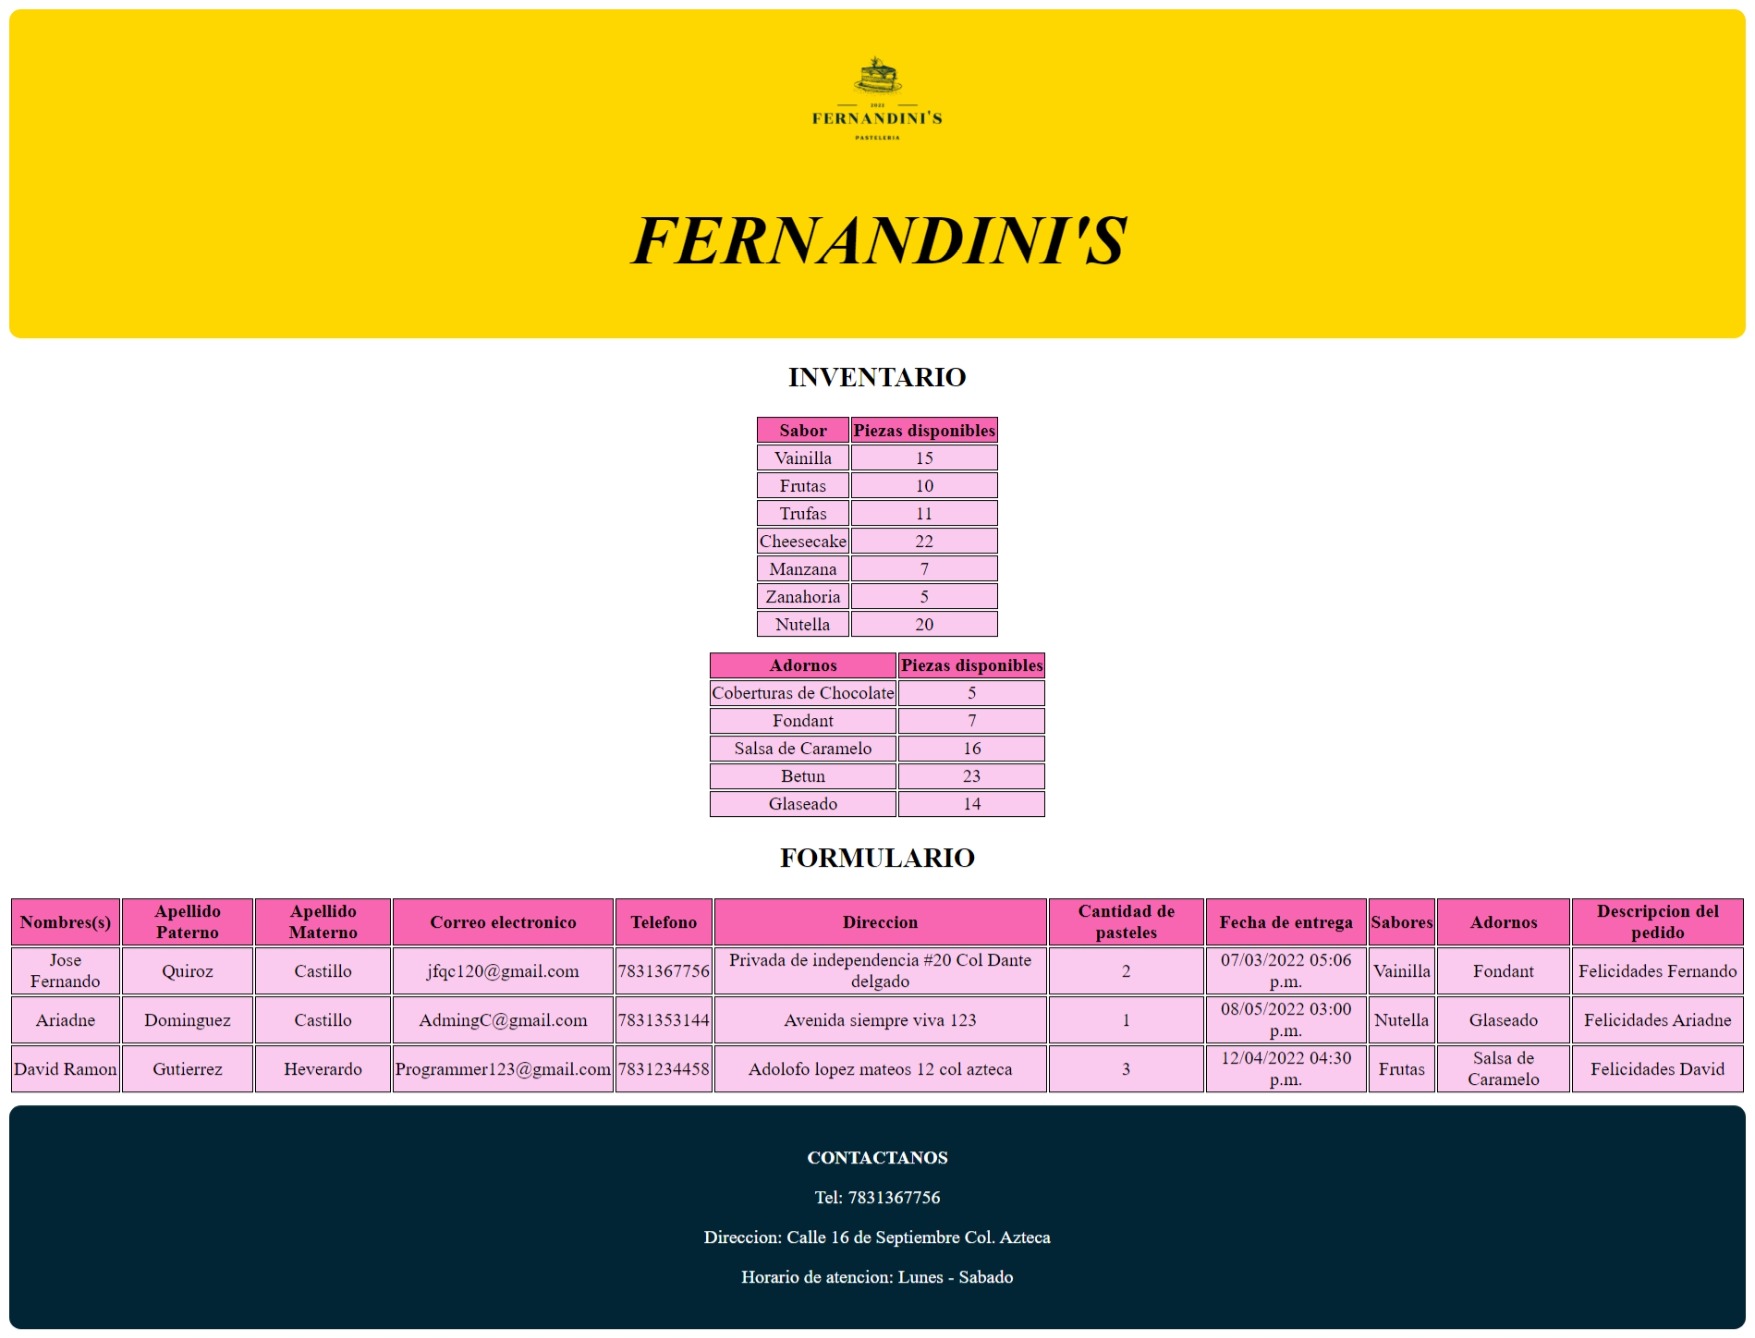 2022
FERNANDINI'S
PASTELERIA
FERNANDINI'S
INVENTARIO
Sabor Piezas disponibles
Vainilla 15
Frutas 10
Trufas 11
Cheesecake 22
Manzana 7
Zanahoria 5
Nutella 20
Adornos Piezas disponibles
Coberturas de Chocolate 5
Fondant 7
Salsa de Caramelo 16
Betun 23
Glaseado 14
FORMULARIO
Nombres(s) Apellido Paterno Apellido Materno Correo electronico Telefono Direccion Cantidad de pasteles Fecha de entrega Sabores Adornos Descripcion del pedido
Jose Fernando Quiroz Castillo jfqc120@gmail.com 7831367756 Privada de independencia #20 Col Dante delgado 2 07/03/2022 05:06 p.m. Vainilla Fondant Felicidades Fernando
Ariadne Dominguez Castillo AdmingC@gmail.com 7831353144 Avenida siempre viva 123 1 08/05/2022 03:00 p.m. Nutella Glaseado Felicidades Ariadne
David Ramon Gutierrez Heverardo Programmer123@gmail.com 7831234458 Adolofo lopez mateos 12 col azteca 3 12/04/2022 04:30 p.m. Frutas Salsa de Caramelo Felicidades David
CONTACTANOS
Tel: 7831367756
Direccion: Calle 16 de Septiembre Col. Azteca
Horario de atencion: Lunes - Sabado